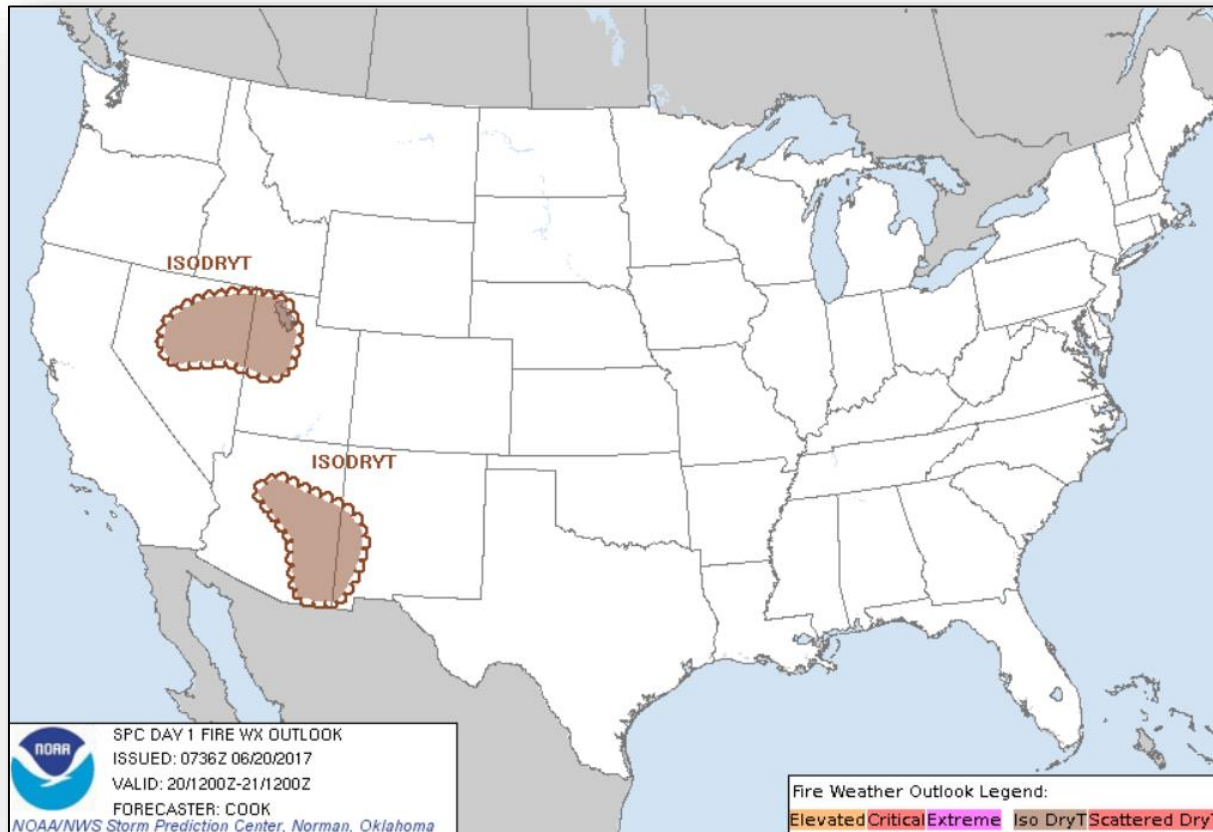 ISODRYT
ISODRYT
NOAA
SPC DAY 1 FIRE WX OUTLOOK
ISSUED: 0736Z 06/20/2017
VALID: 20/1200Z-21/1200Z
FORECASTER: COOK
NOAA/NWS Storm Prediction Center, Norman, Oklahoma
Fire Weather Outlook Legend:
Elevated Critical Extreme Iso DryT Scattered DryT